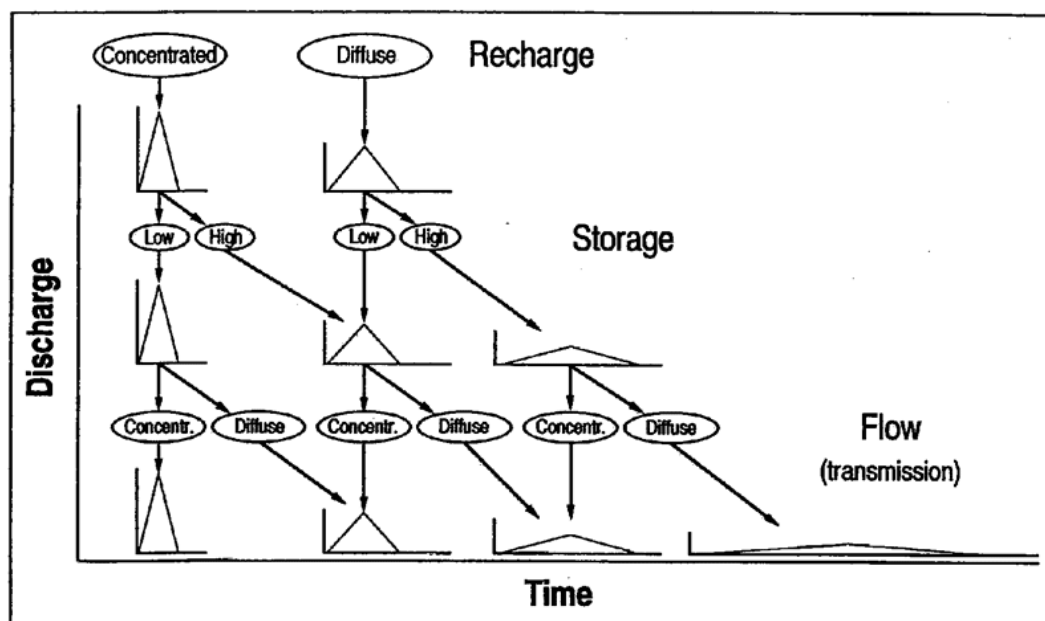 Concentrated Diffuse Recharge
Low High Low High Storage
Discharge
Concentr. Diffuse Concentr. Diffuse Concentr. Diffuse Flow
(transmission)
Time